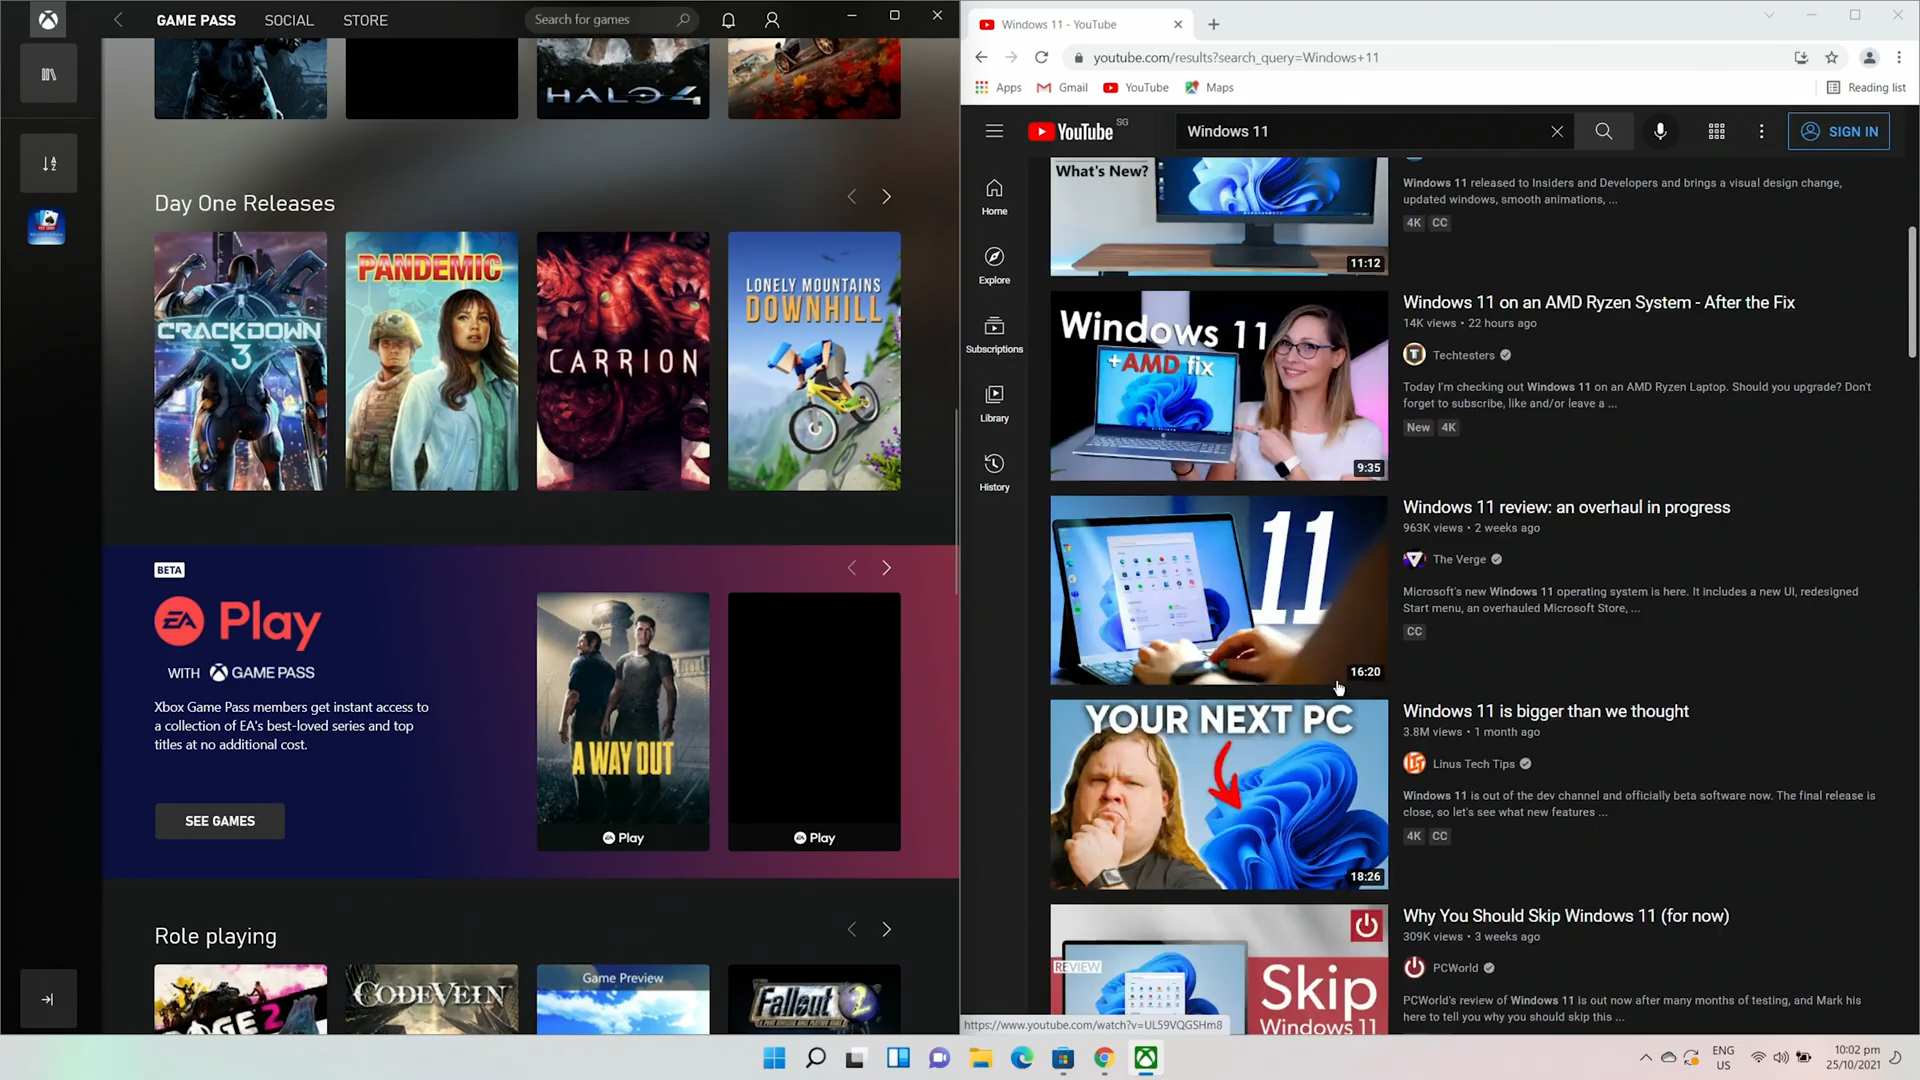 GAME PASS
SOCIAL
STORE
Search for games
HALO 4
Day One Releases
CRACKDOWN
3
PANDEMIC
CARRION
LONELY MOUNTAINS
DOWNHILL
BETA
EA Play
WITH GAME PASS
Xbox Game Pass members get instant access to
a collection of EA's best-loved series and top
titles at no additional cost.
SEE GAMES
A WAY OUT
EA Play
EA Play
Role playing
RAGE 2
CODE VEIN
Game Preview
Fallout 2
Windows 11 - YouTube
youtube.com/results?search_query=Windows+11
Apps
Gmail
YouTube
Maps
Reading list
YouTube SG
Windows 11
SIGN IN
Home
Explore
Subscriptions
Library
History
What's New?
11:12
Windows 11 released to Insiders and Developers and brings a visual design change,
updated windows, smooth animations, ...
4K CC
Windows 11
+AMD fix
9:35
Windows 11 on an AMD Ryzen System - After the Fix
14K views • 22 hours ago
Techtesters
Today I'm checking out Windows 11 on an AMD Ryzen Laptop. Should you upgrade? Don't
forget to subscribe, like and/or leave a ...
New 4K
11
16:20
Windows 11 review: an overhaul in progress
963K views • 2 weeks ago
The Verge
Microsoft's new Windows 11 operating system is here. It includes a new UI, redesigned
Start menu, an overhauled Microsoft Store, ...
CC
YOUR NEXT PC
18:26
Windows 11 is bigger than we thought
3.8M views • 1 month ago
Linus Tech Tips
Windows 11 is out of the dev channel and officially beta software now. The final release is
close, so let's see what new features ...
4K CC
REVIEW
Skip
Windows 11
Why You Should Skip Windows 11 (for now)
309K views • 3 weeks ago
PCWorld
PCWorld's review of Windows 11 is out now after many months of testing, and Mark his
here to tell you why you should skip this ...
https://www.youtube.com/watch?v=UL59VQGSHm8
ENG
US
10:02 pm
25/10/2021